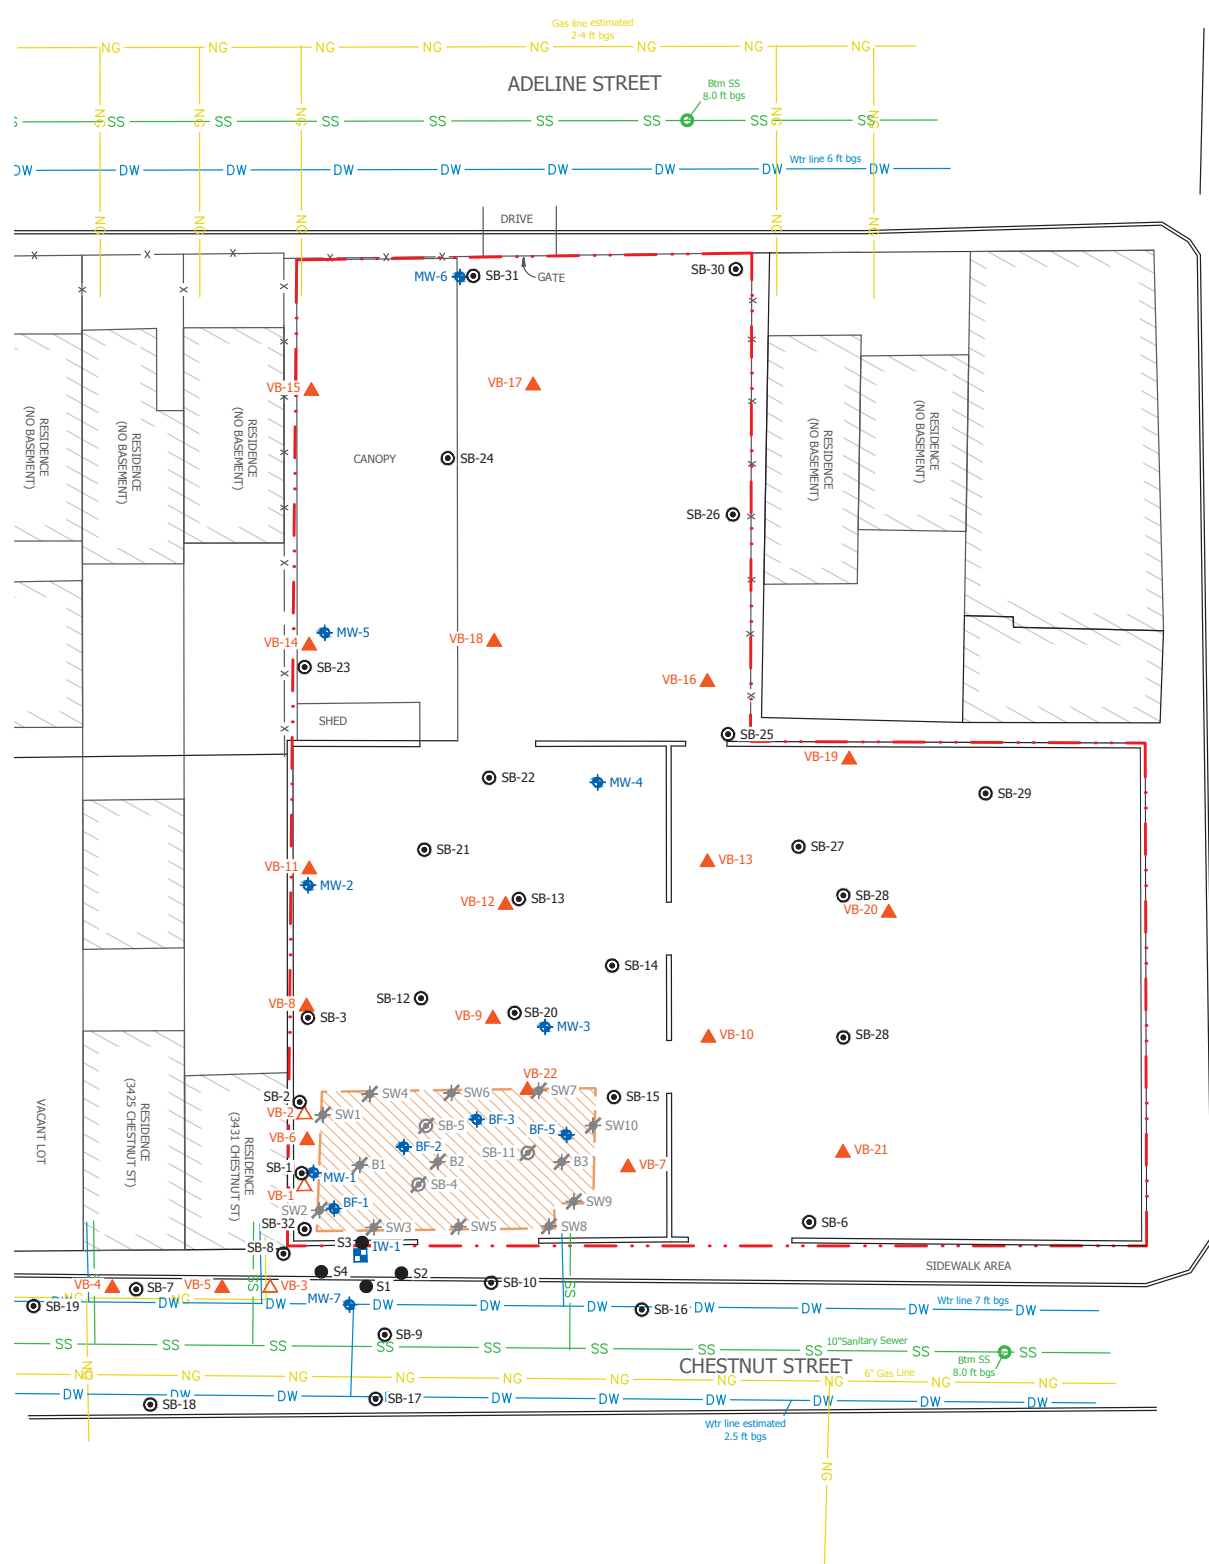 Gas line estimated
2-4 ft bgs
NG NG NG NG NG NG NG NG
ADELINE STREET
Btm SS
8.0 ft bgs
NG NG NG NG NG
S SS SS SS SS SS SS SS SS
Wtr line 6 ft bgs
DW DW DW DW DW DW DW DW DW
NG NG NG NG NG
DRIVE
x x x x x x
MW-6 SB-31 GATE SB-30
x x x x
x x
VB-15 VB-17
x x
RESIDENCE
(NO BASEMENT)
RESIDENCE
(NO BASEMENT)
RESIDENCE
(NO BASEMENT)
CANOPY SB-24
RESIDENCE
(NO BASEMENT)
RESIDENCE
(NO BASEMENT)
x x
SB-26
x x
x x
MW-5
VB-14 VB-18
x
SB-23
x
VB-16
x
SHED
x
SB-25
VB-19
SB-22 MW-4
SB-29
SB-21 SB-27
VB-11 VB-13
MW-2
SB-28
VB-12 SB-13
VB-20
SB-14
SB-12
VB-8 SB-20
SB-3 VB-9
MW-3
VB-10 SB-28
VB-22
SB-2 SW4 SW6 SW7 SB-15
VB-2 SW1
BF-3
SB-5 SW10
BF-5
VB-6
BF-2
SB-11 VB-21
B1 B2 B3 VB-7
SB-1 MW-1
VB-1 SB-4
SW9
SW2 BF-1
SB-32 SW3 SW5 SW8 SB-6
VACANT LOT
RESIDENCE
(3425 CHESTNUT ST)
RESIDENCE
(3431 CHESTNUT ST)
SB-8 S3 IW-1
SIDEWALK AREA
S4 S2
VB-4 SB-7 VB-5 VB-3 S1 SB-10
SS SS
NG NG
Wtr line 7 ft bgs
SB-19 DW MW-7 DW DW DW SB-16 DW DW DW
SB-9
10"Sanitary Sewer
SS SS SS SS SS SS SS SS SS
Btm SS
8.0 ft bgs
CHESTNUT STREET
6" Gas Line
NG NG NG NG NG NG NG NG NG NG
NG
DW DW DW DW DW DW DW DW DW
SB-18 SB-17
Wtr line estimated
2.5 ft bgs
NG